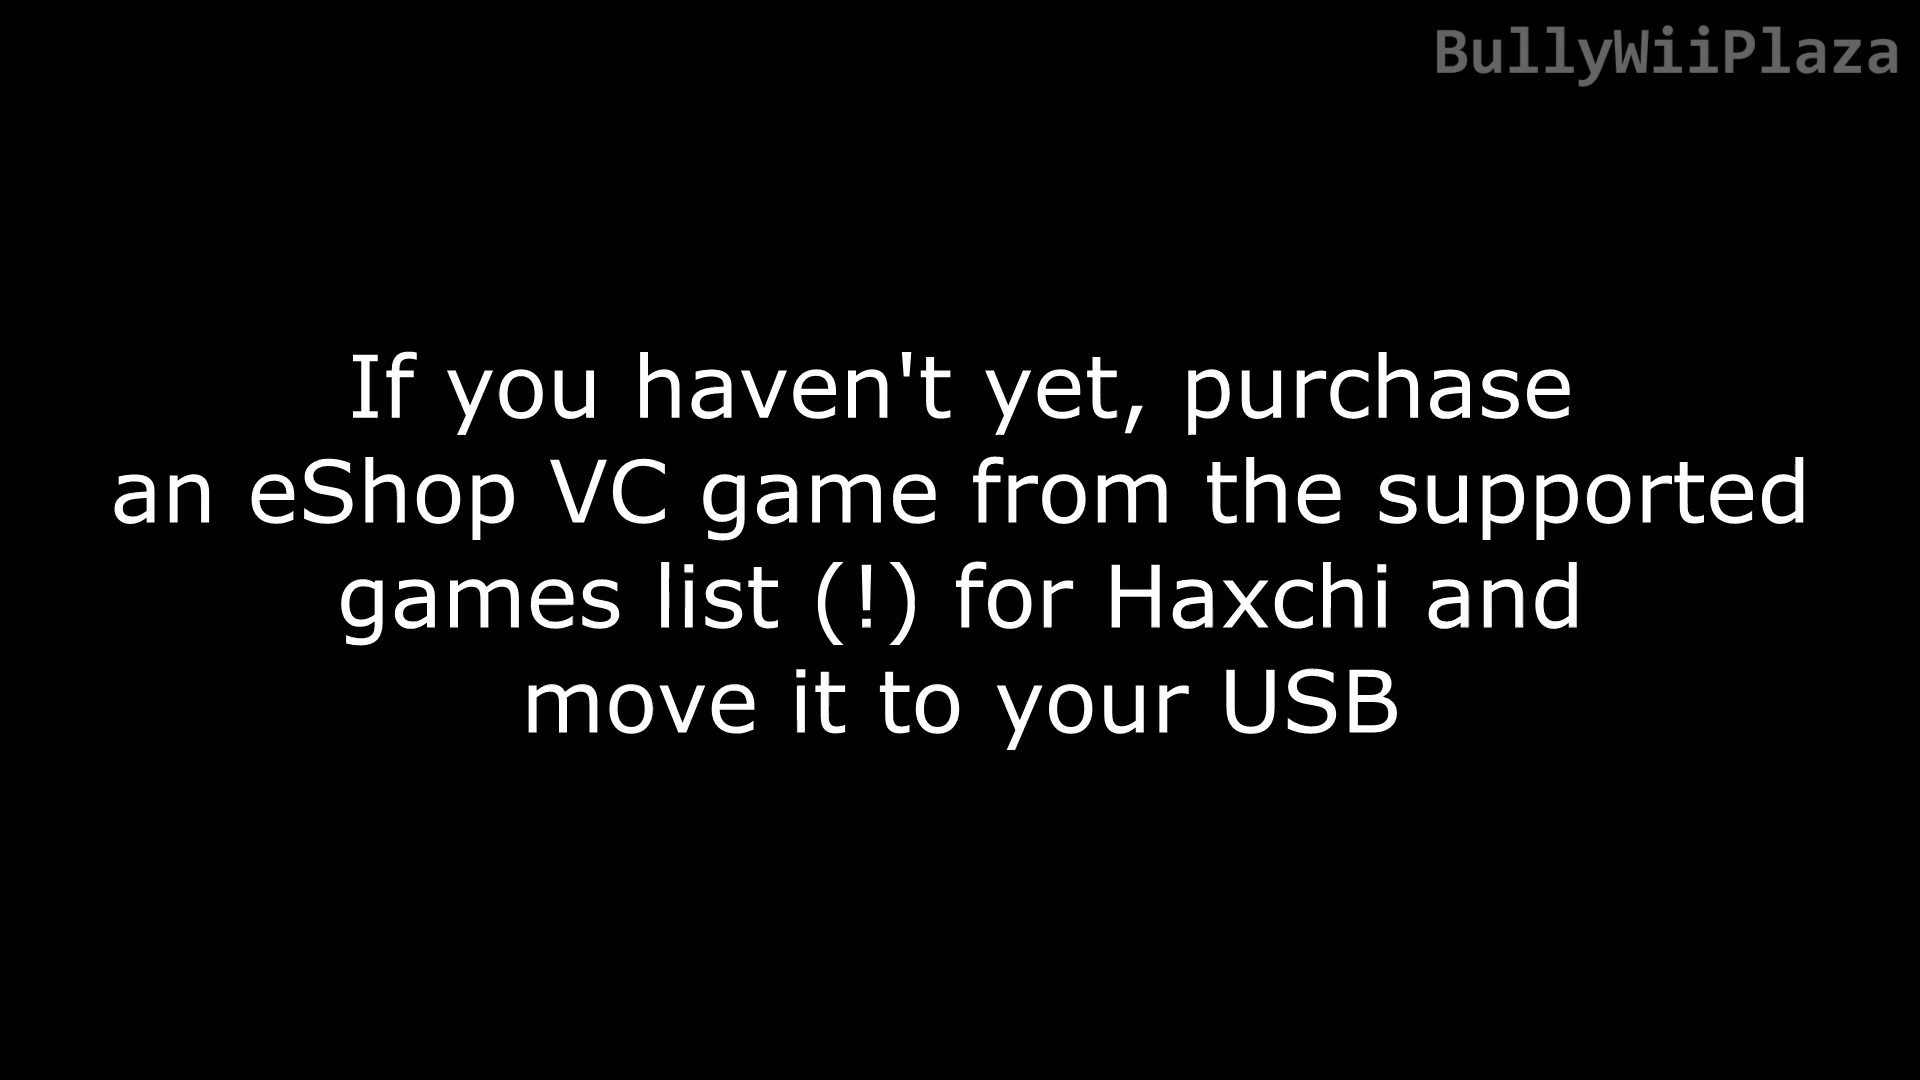 BullyWiiPlaza
If you haven't yet, purchase
an eShop VC game from the supported
games list (!) for Haxchi and
move it to your USB